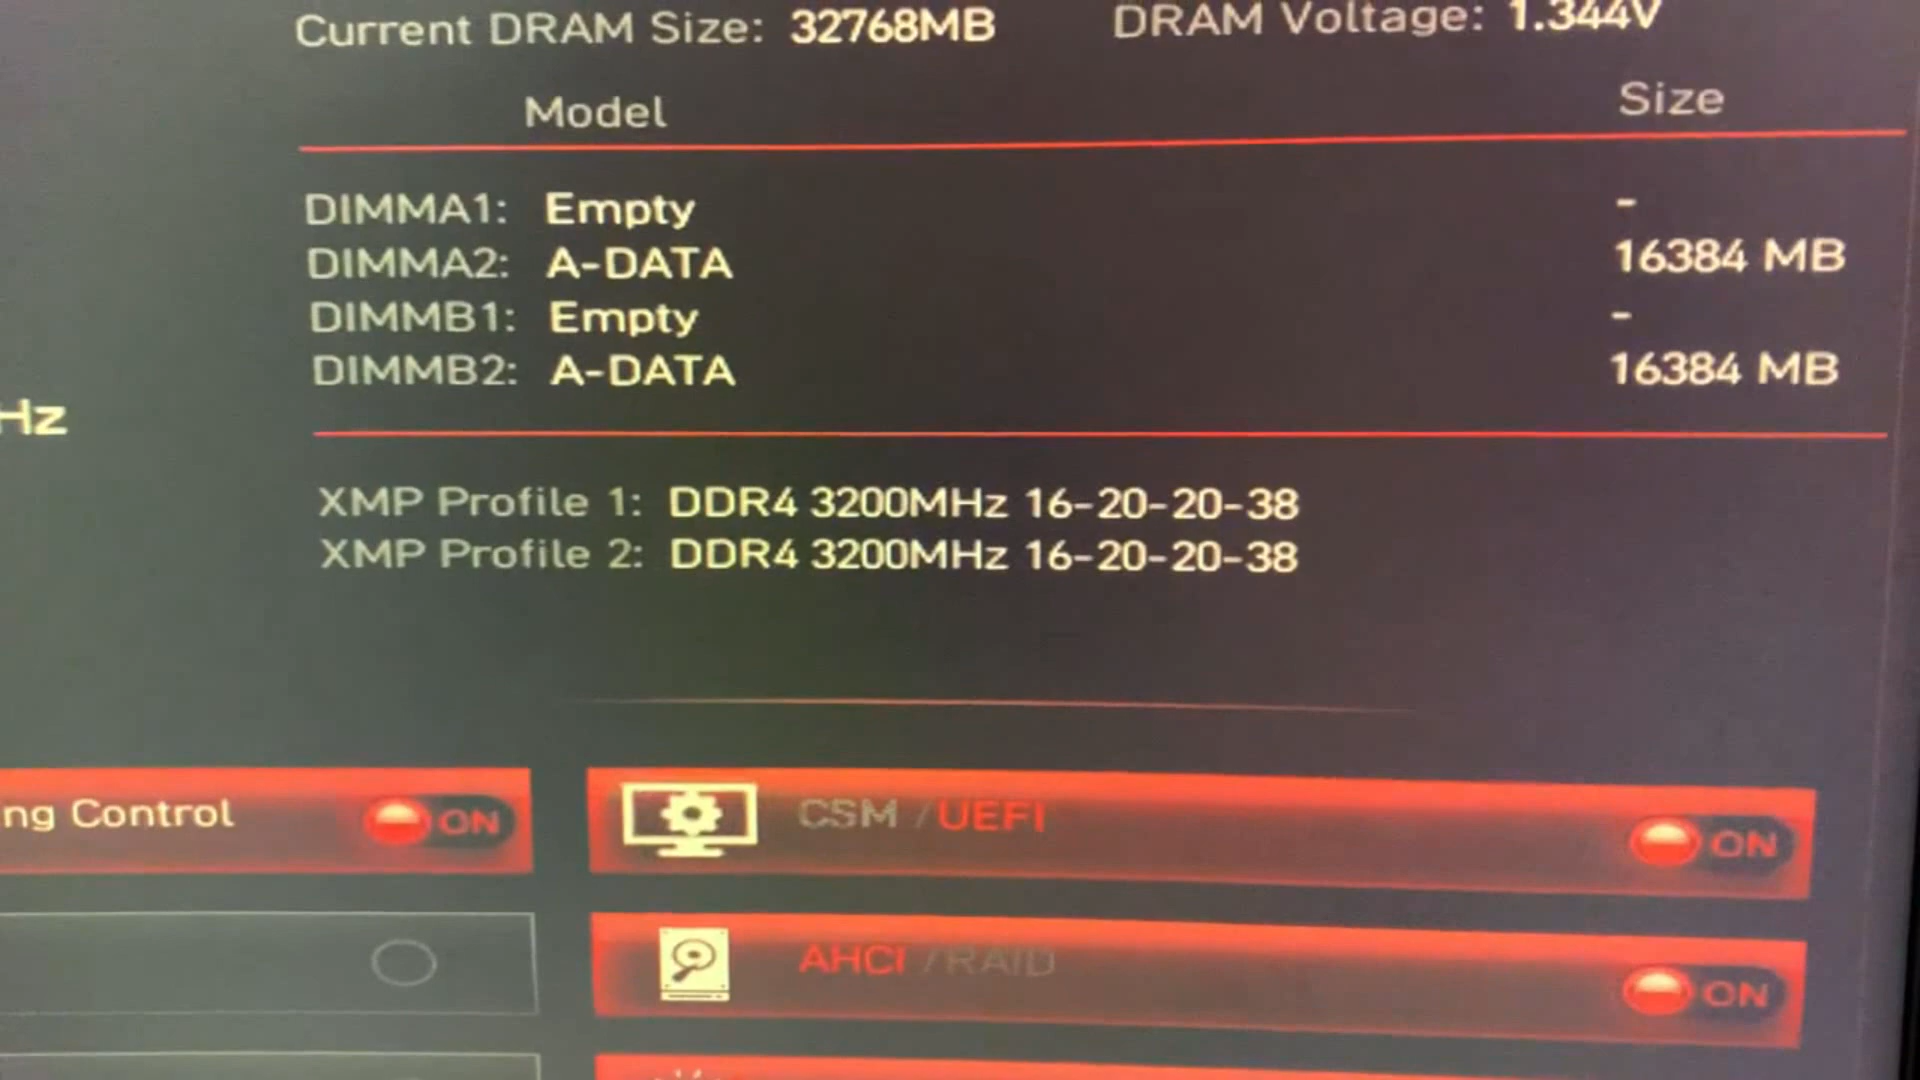 Current DRAM Size: 32768MB DRAM Voltage: 1.344V
Model Size
DIMMA1: Empty -
DIMMA2: A-DATA 16384 MB
DIMMB1: Empty -
DIMMB2: A-DATA 16384 MB
Hz
XMP Profile 1: DDR4 3200MHz 16-20-20-38
XMP Profile 2: DDR4 3200MHz 16-20-20-38
ng Control ON
CSM /UEFI ON
AHCI /RAID ON